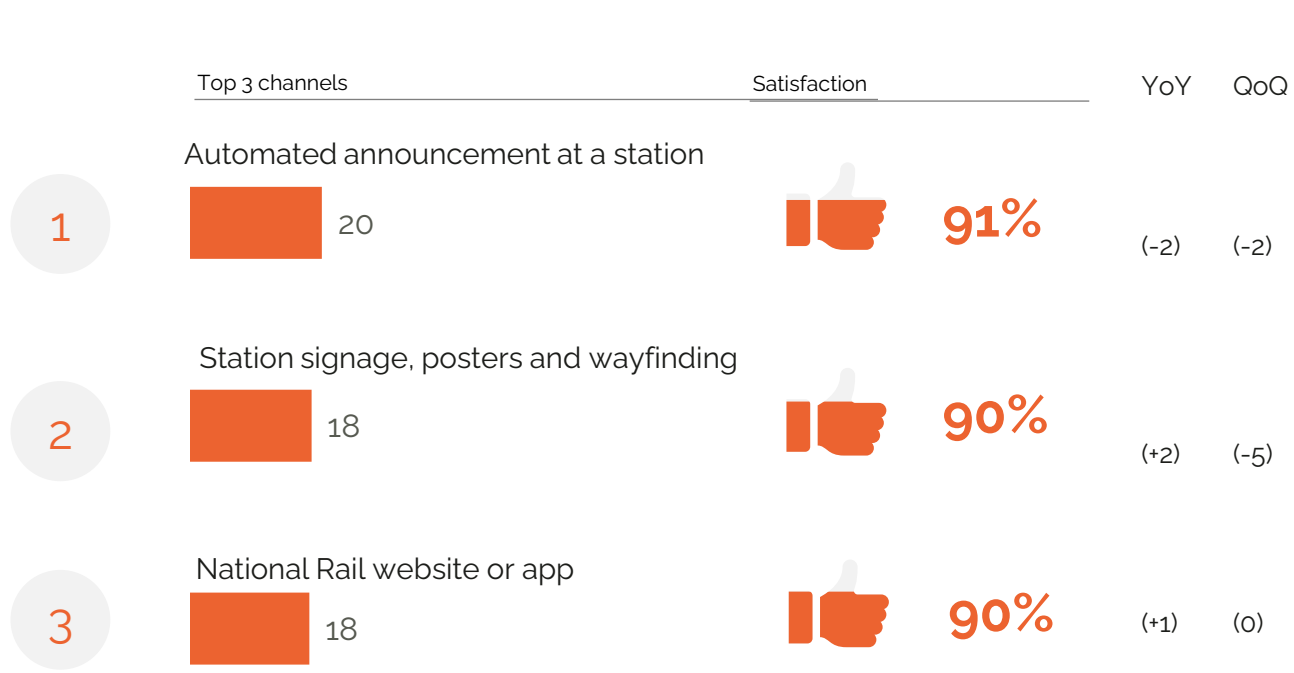 Top 3 channels Satisfaction YoY QoQ
Automated announcement at a station
1 20 91% (-2) (-2)
Station signage, posters and wayfinding
2 18 90% (+2) (-5)
National Rail website or app
3 18 90% (+1) (0)